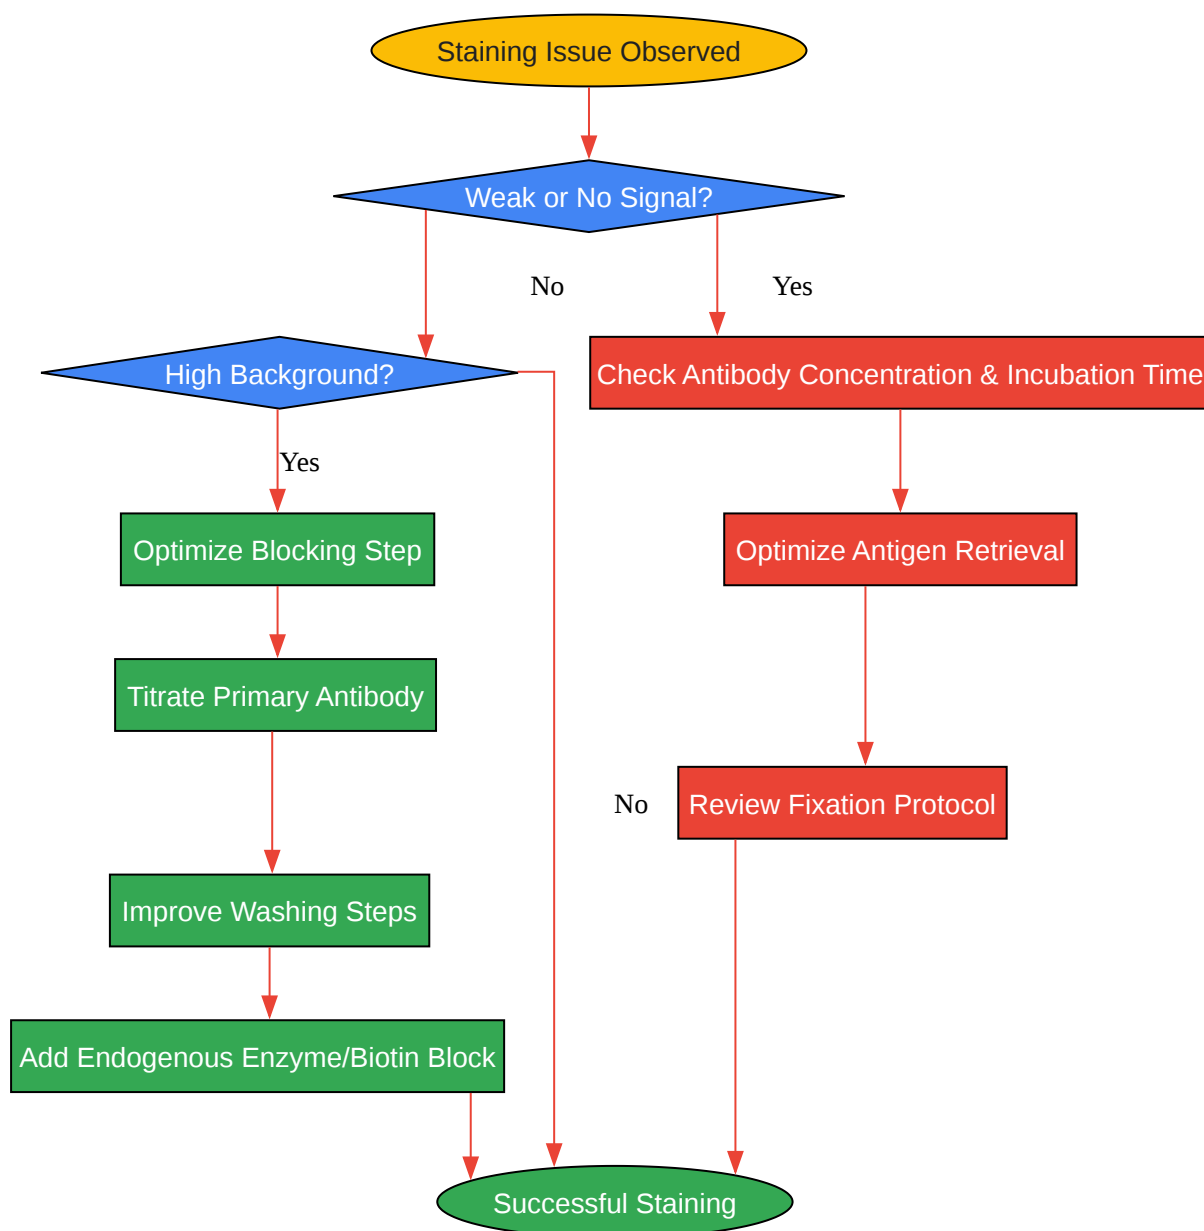 Staining Issue Observed
Weak or No Signal?
No
Yes
High Background?
Check Antibody Concentration & Incubation Time
Yes
Optimize Blocking Step
Optimize Antigen Retrieval
Titrate Primary Antibody
No
Review Fixation Protocol
Improve Washing Steps
Add Endogenous Enzyme/Biotin Block
Successful Staining